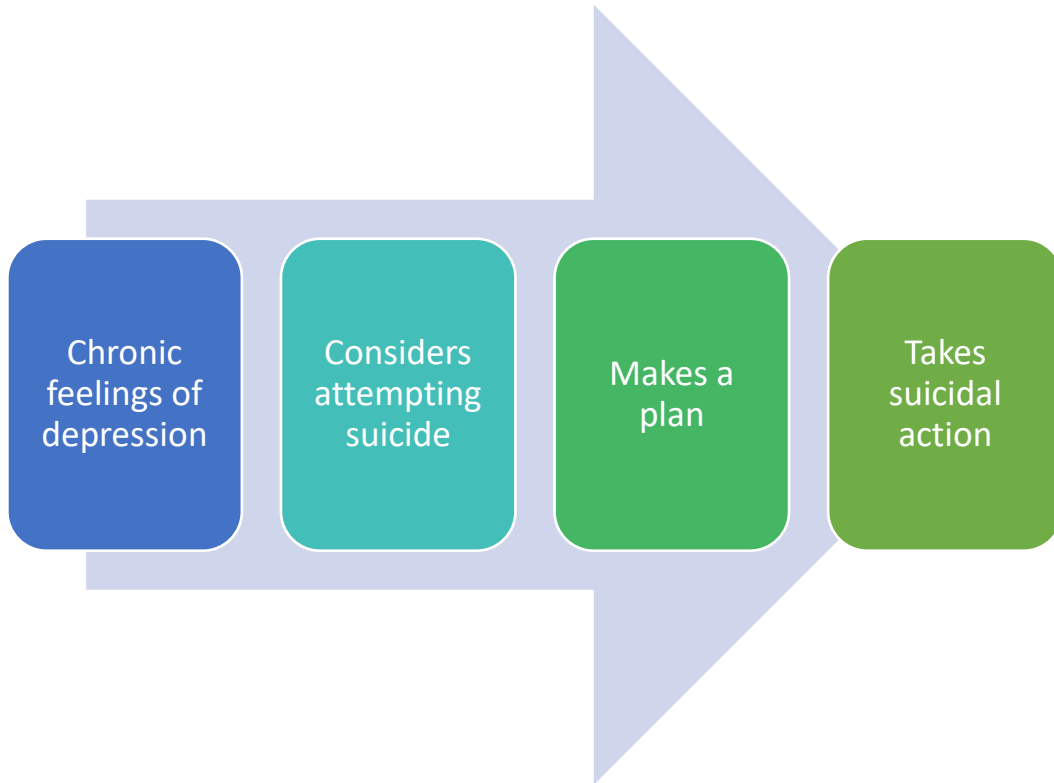 Chronic
feelings of
depression
Considers
attempting
suicide
Makes a
plan
Takes
suicidal
action